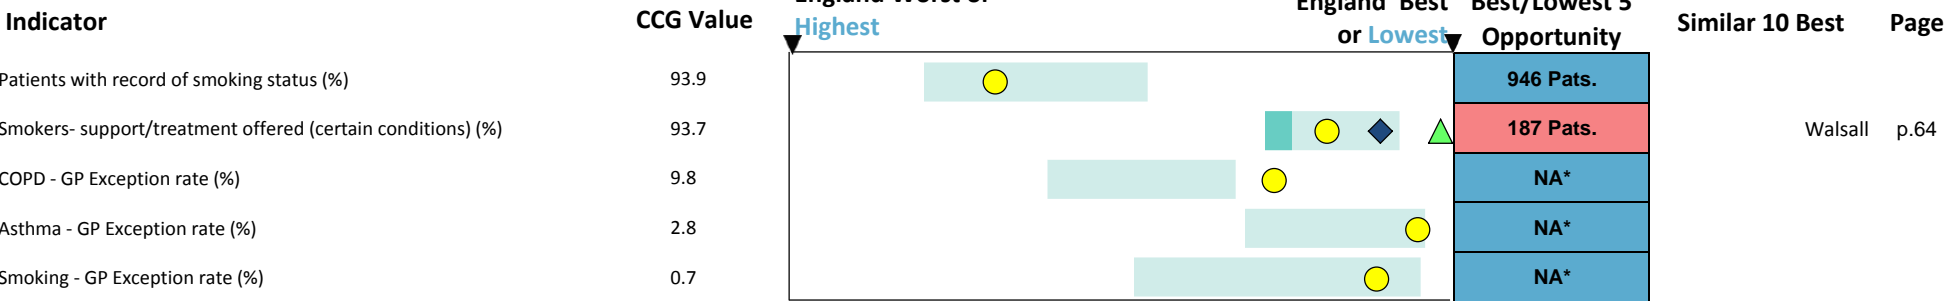 Indicator
CCG Value
England Worst or
Highest
England Best
or Lowest
Best/Lowest 5
Opportunity
Similar 10 Best
Page
Patients with record of smoking status (%)
93.9
946 Pats.
Smokers- support/treatment offered (certain conditions) (%)
93.7
187 Pats.
Walsall
p.64
COPD - GP Exception rate (%)
9.8
NA*
Asthma - GP Exception rate (%)
2.8
NA*
Smoking - GP Exception rate (%)
0.7
NA*